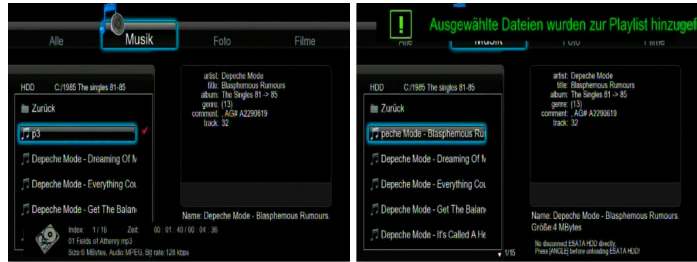 Alle Musik Foto Filme
HDD C:/1985 The singles 81-85
Zurück
p3
Depeche Mode - Dreaming Of M
Depeche Mode - Everything Cou
Depeche Mode - Get The Balan
artist: Depeche Mode
title: Blasphemous Rumours
album: The Singles 81 -> 85
genre: (13)
comment: , AG# A2290619
track: 32
Name: Depeche Mode - Blasphemous Rumours.
Index: 1/16 Zeit: 00 : 01 : 40 / 00 : 04 : 36
01 Fields of Athenry.mp3
Size:6 MBytes, Audio:MPEG, Bit rate:128 kbps
Ausgewählte Dateien wurden zur Playlist hinzugef
Alle Musik Foto Filme
HDD C:/1985 The singles 81-85
Zurück
peche Mode - Blasphemous Ru
Depeche Mode - Dreaming Of M
Depeche Mode - Everything Cou
Depeche Mode - Get The Balan
Depeche Mode - It's Called A He
1/15
artist: Depeche Mode
title: Blasphemous Rumours
album: The Singles 81 -> 85
genre: (13)
comment: , AG# A2290619
track: 32
Name: Depeche Mode - Blasphemous Rumours.
Größe:4 MBytes
No disconnect ESATA HDD directly,
Press [ANGLE] before unloading ESATA HDD!